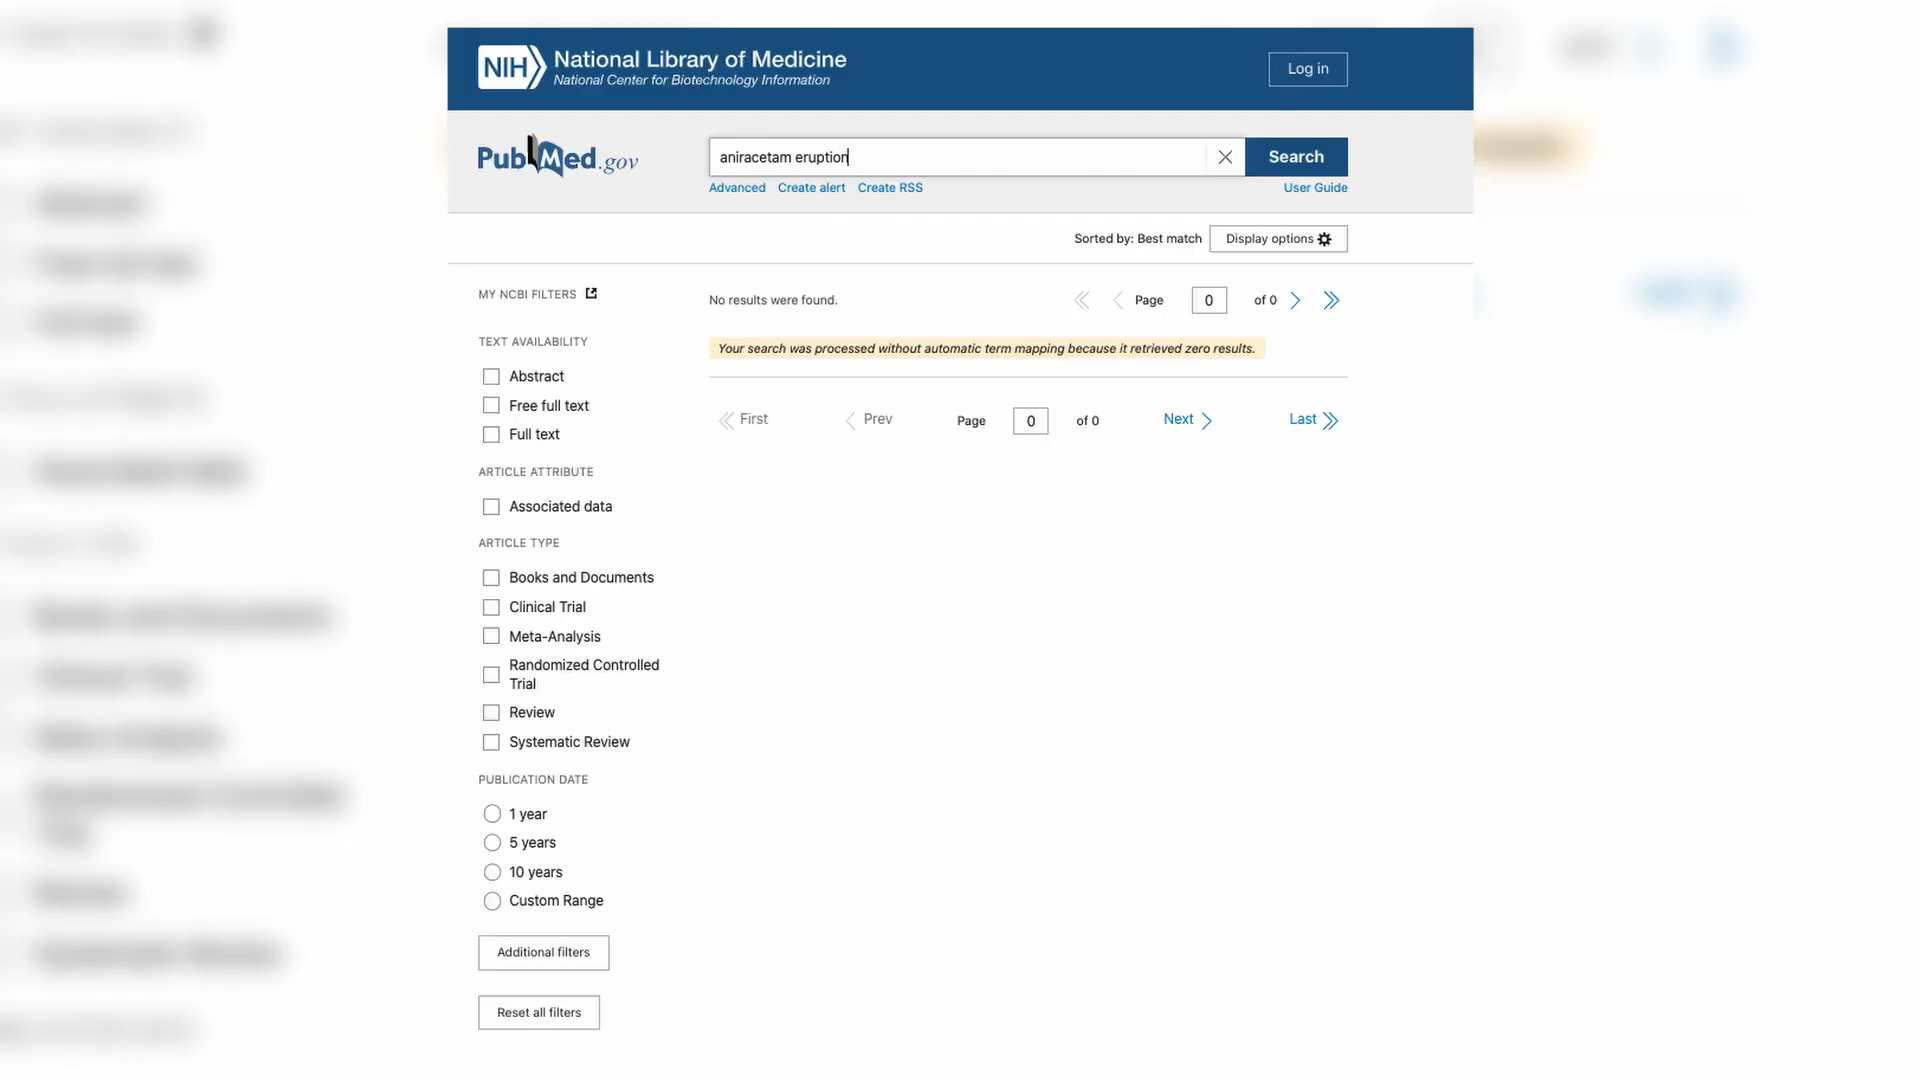 NIH National Library of Medicine
National Center for Biotechnology Information
Log in
PubMed.gov
aniracetam eruption
Search
Advanced Create alert Create RSS
User Guide
Sorted by: Best match
Display options
MY NCBI FILTERS
No results were found.
Page 0 of 0
TEXT AVAILABILITY
Your search was processed without automatic term mapping because it retrieved zero results.
Abstract
Free full text
Full text
First Prev Page 0 of 0 Next Last
ARTICLE ATTRIBUTE
Associated data
ARTICLE TYPE
Books and Documents
Clinical Trial
Meta-Analysis
Randomized Controlled
Trial
Review
Systematic Review
PUBLICATION DATE
1 year
5 years
10 years
Custom Range
Additional filters
Reset all filters